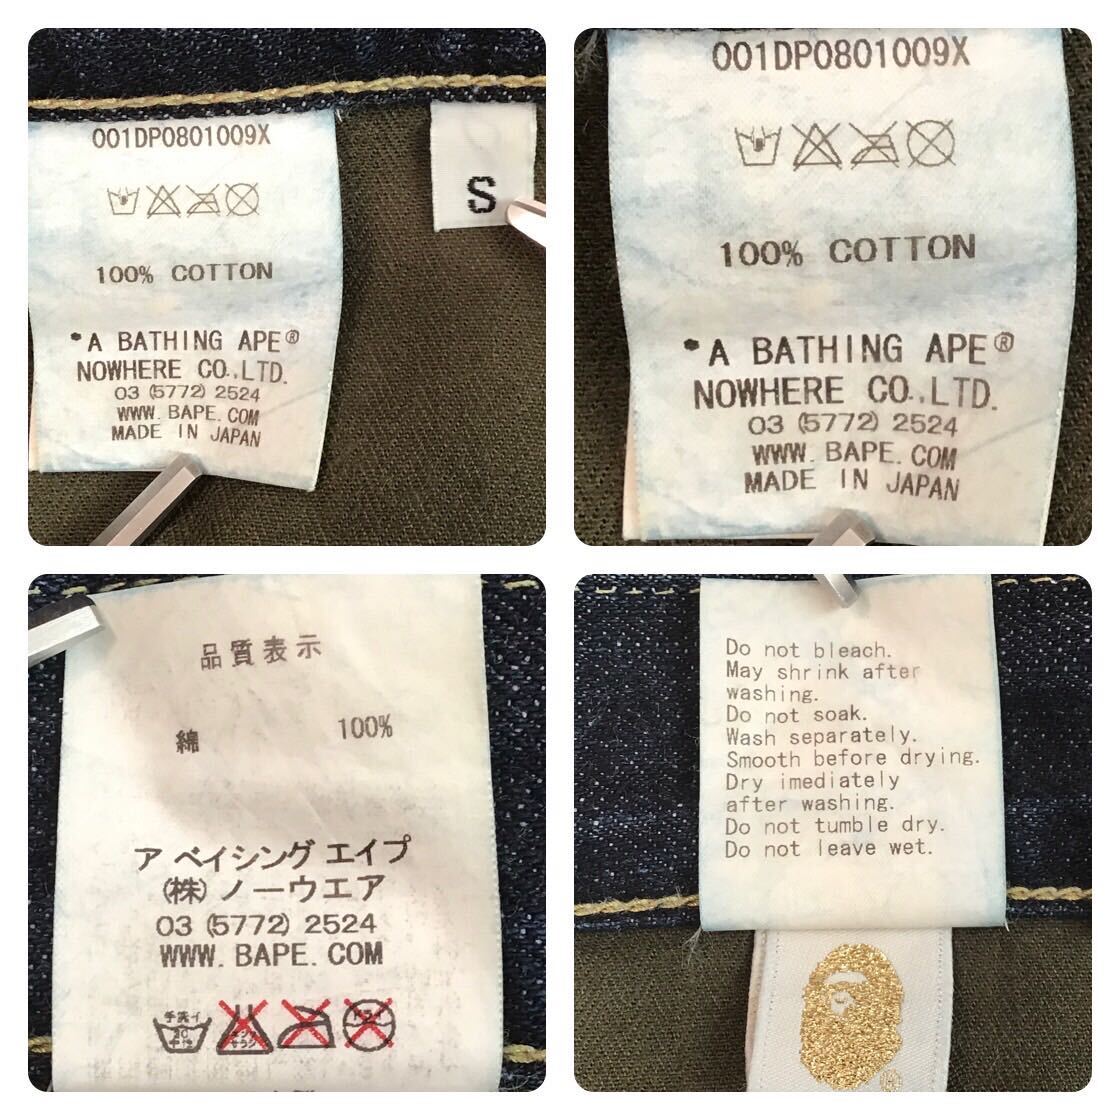 001DP0801009X
S
100% COTTON
*A BATHING APE®
NOWHERE CO.,LTD.
03 (5772) 2524
WWW.BAPE.COM
MADE IN JAPAN
001DP0801009X
100% COTTON
*A BATHING APE®
NOWHERE CO.,LTD.
03 (5772) 2524
WWW.BAPE.COM
MADE IN JAPAN
品質表示
綿 100%
ア ベイシング エイプ
(株) ノーウエア
03 (5772) 2524
WWW.BAPE.COM
手洗イ
30
Do not bleach.
May shrink after
washing.
Do not soak.
Wash separately.
Smooth before drying.
Dry imediately
after washing.
Do not tumble dry.
Do not leave wet.
®